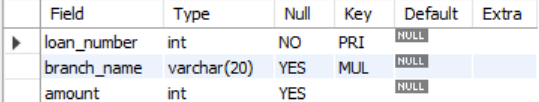 Field Type Null Key Default Extra
loan_number int NO PRI NULL
branch_name varchar(20) YES MUL NULL
amount int YES NULL